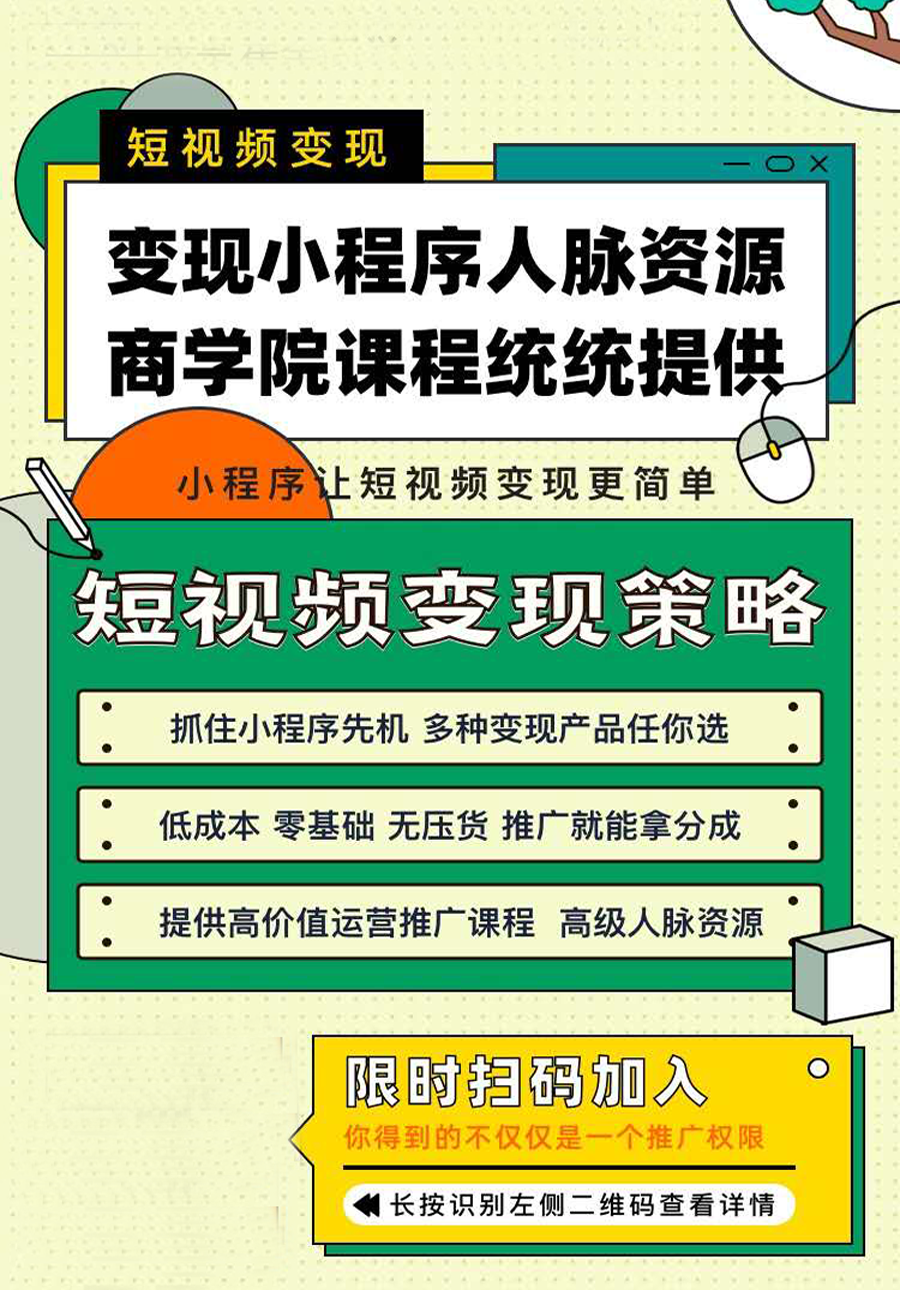 短视频变现
变现小程序人脉资源
商学院课程统统提供
小程序让短视频变现更简单
短视频变现策略
抓住小程序先机 多种变现产品任你选
低成本 零基础 无压货 推广就能拿分成
提供高价值运营推广课程 高级人脉资源
限时扫码加入
你得到的不仅仅是一个推广权限
长按识别左侧二维码查看详情